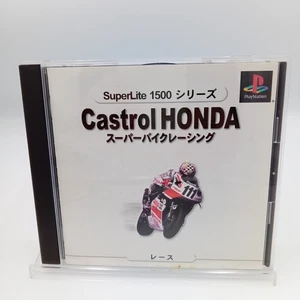 SuperLite 1500 シリーズ
PlayStation
Castrol HONDA
スーパーバイクレーシング
111
レース